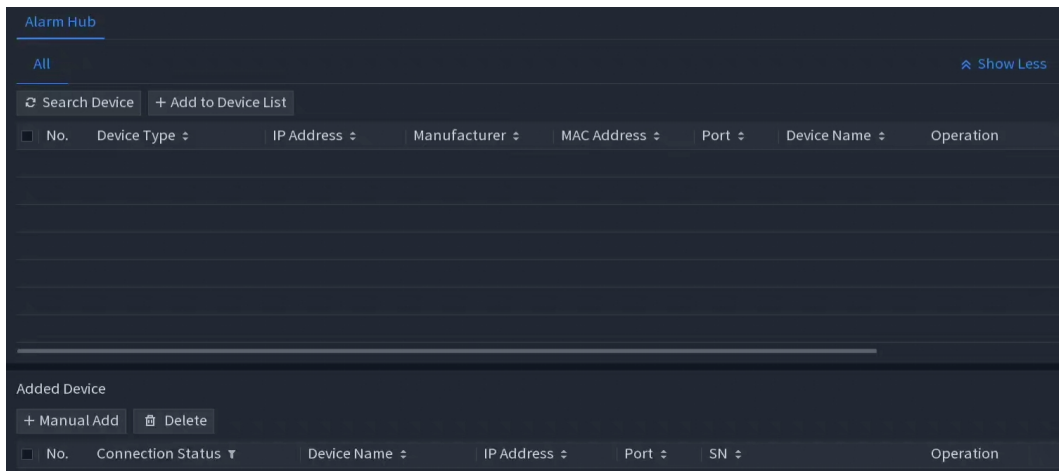 Alarm Hub
All
Show Less
Search Device + Add to Device List
No. Device Type IP Address Manufacturer MAC Address Port Device Name Operation
Added Device
+ Manual Add Delete
No. Connection Status Device Name IP Address Port SN Operation